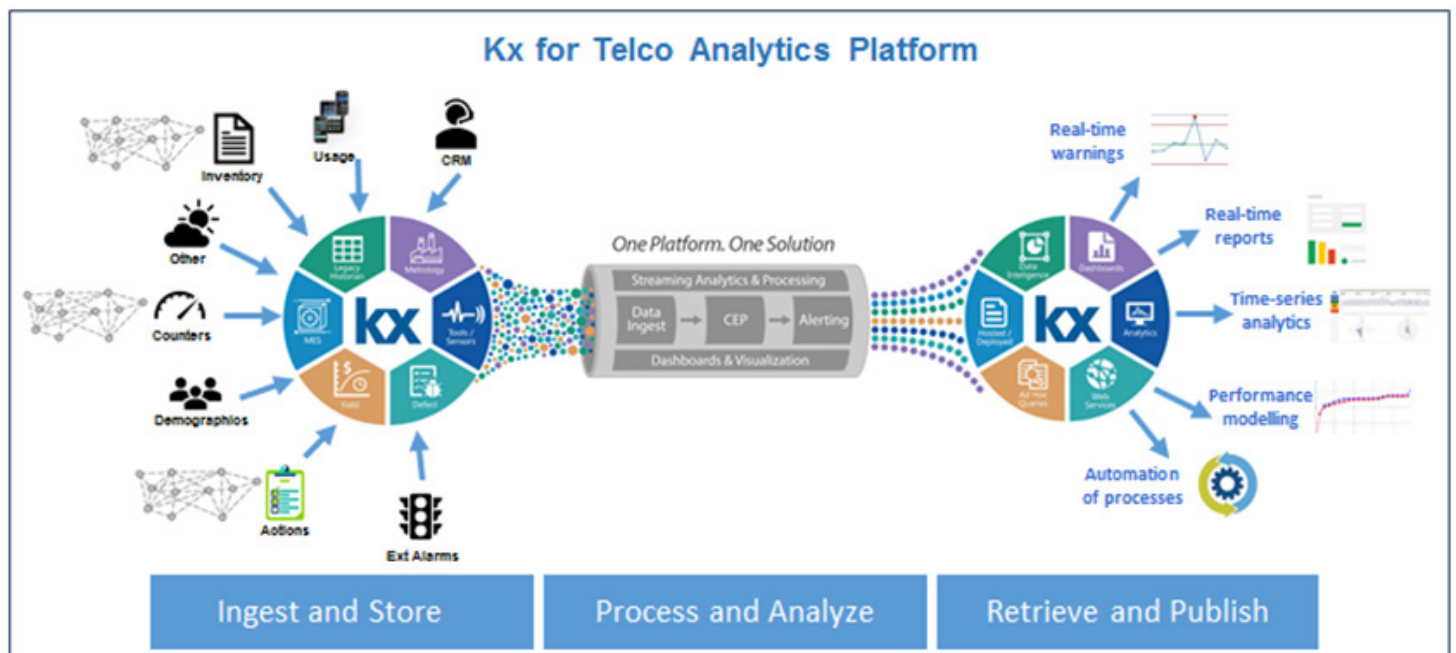 Kx for Telco Analytics Platform
Inventory
Usage
CRM
Other
Counters
Demographics
Actions
Ext Alarms
Legacy
Historian
Metrology
MES
kx
Tools /
Sensors
Yield
$
Defect
One Platform. One Solution
Streaming Analytics & Processing
Data
Ingest
CEP
Alerting
Dashboards & Visualization
Data
Inteligence
Dashboards
Hosted /
Deployed
kx
Analytics
Ad Hoc
Queries
Web
Services
Real-time
warnings
Real-time
reports
Time-series
analytics
Performance
modelling
Automation
of processes
Ingest and Store
Process and Analyze
Retrieve and Publish